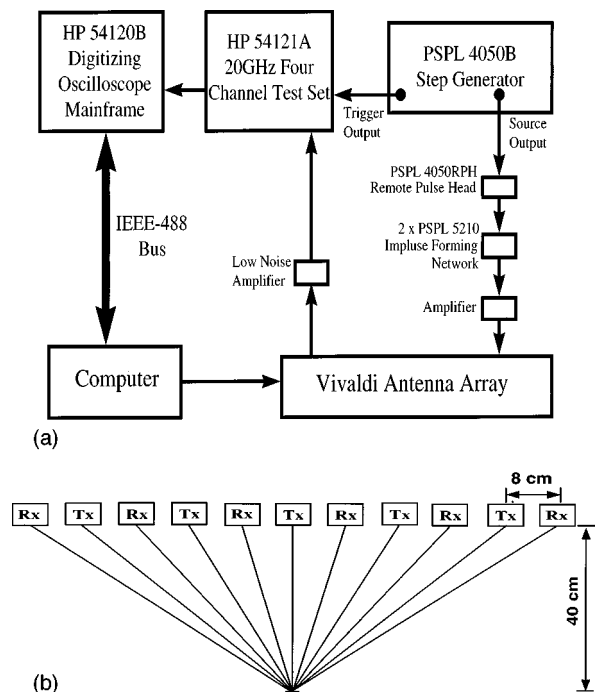 HP 54120B
Digitizing
Oscilloscope
Mainframe
HP 54121A
20GHz Four
Channel Test Set
PSPL 4050B
Step Generator
Trigger
Output
Source
Output
PSPL 4050RPH
Remote Pulse Head
2 x PSPL 5210
Impluse Forming
Network
IEEE-488
Bus
Low Noise
Amplifier
Amplifier
Computer
Vivaldi Antenna Array
(a)
8 cm
Rx Tx Rx Tx Rx Tx Rx Tx Rx Tx Rx
40 cm
(b)